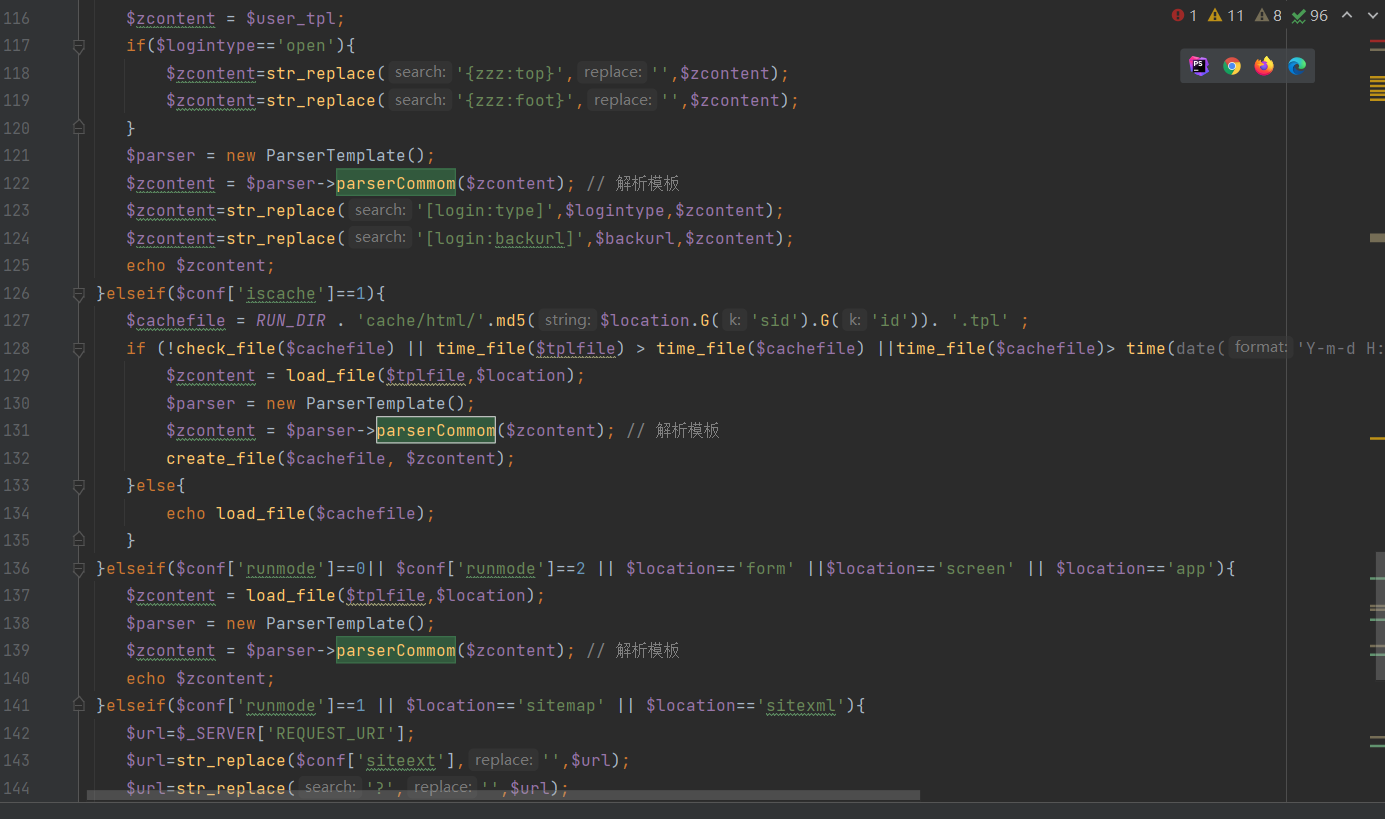 1 11 8 96
116 $zcontent = $user_tpl;
117 if($logintype=='open'){
118 $zcontent=str_replace( search: '{zzz:top}', replace: '',$zcontent);
119 $zcontent=str_replace( search: '{zzz:foot}', replace: '',$zcontent);
120 }
121 $parser = new ParserTemplate();
122 $zcontent = $parser->parserCommom($zcontent); // 解析模板
123 $zcontent=str_replace( search: '[login:type]',$logintype,$zcontent);
124 $zcontent=str_replace( search: '[login:backurl]',$backurl,$zcontent);
125 echo $zcontent;
126 }elseif($conf['iscache']==1){
127 $cachefile = RUN_DIR . 'cache/html/'.md5( string: $location.G( k: 'sid').G( k: 'id')). '.tpl' ;
128 if (!check_file($cachefile) || time_file($tplfile) > time_file($cachefile) ||time_file($cachefile)> time(date( format: 'Y-m-d H:
129 $zcontent = load_file($tplfile,$location);
130 $parser = new ParserTemplate();
131 $zcontent = $parser->parserCommom($zcontent); // 解析模板
132 create_file($cachefile, $zcontent);
133 }else{
134 echo load_file($cachefile);
135 }
136 }elseif($conf['runmode']==0|| $conf['runmode']==2 || $location=='form' ||$location=='screen' || $location=='app'){
137 $zcontent = load_file($tplfile,$location);
138 $parser = new ParserTemplate();
139 $zcontent = $parser->parserCommom($zcontent); // 解析模板
140 echo $zcontent;
141 }elseif($conf['runmode']==1 || $location=='sitemap' || $location=='sitexml'){
142 $url=$_SERVER['REQUEST_URI'];
143 $url=str_replace($conf['siteext'], replace: '',$url);
144 $url=str_replace( search: '?', replace: '',$url);